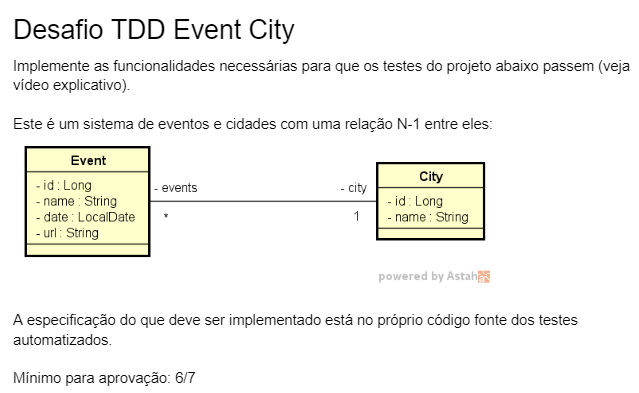 Desafio TDD Event City
Implemente as funcionalidades necessárias para que os testes do projeto abaixo passem (veja
vídeo explicativo).
Este é um sistema de eventos e cidades com uma relação N-1 entre eles:
Event
- id : Long
- name : String
- date : LocalDate
- url : String
- events
*
- city
1
City
- id : Long
- name : String
powered by Astah
A especificação do que deve ser implementado está no próprio código fonte dos testes
automatizados.
Mínimo para aprovação: 6/7